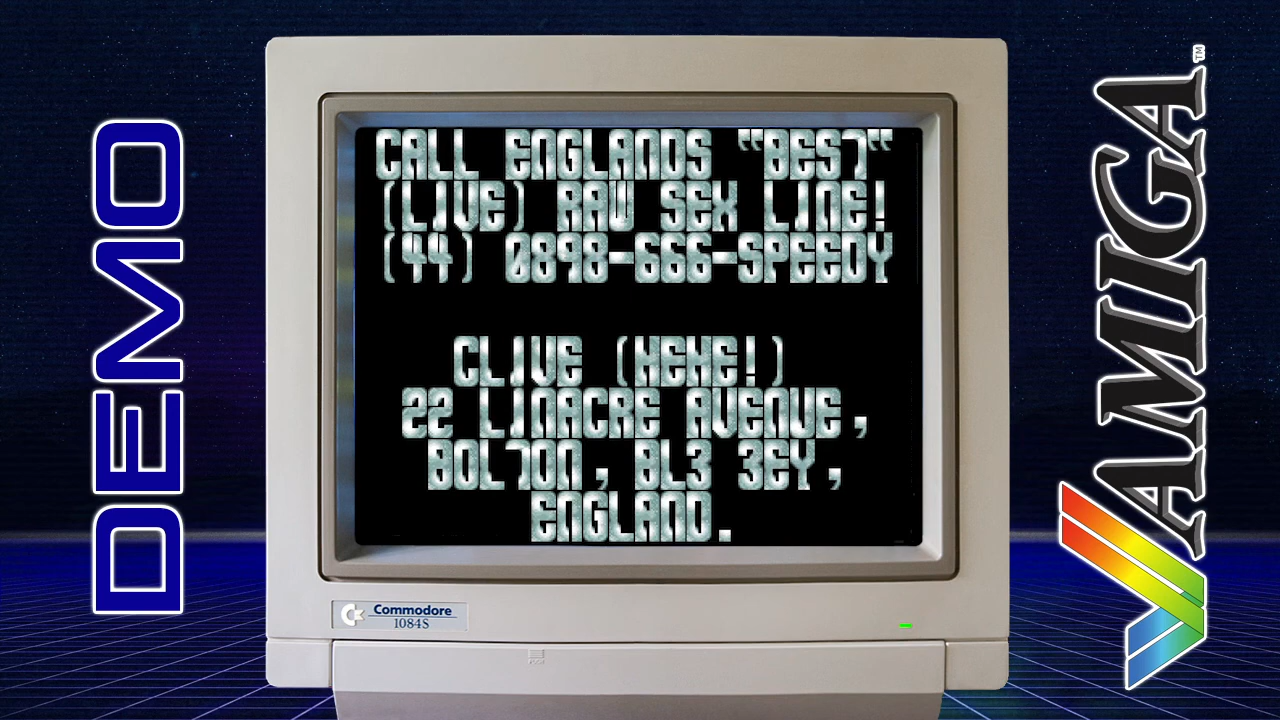 DEMO
CALL ENGLANDS "BEST"
(LIVE) RAW SEX LINE!
(44) 0898-666-SPEEDY
CLIVE (HEHE!)
22 LINACRE AVENUE,
BOLTON, BL3 3EY,
ENGLAND.
Commodore
1084S
AMIGA™